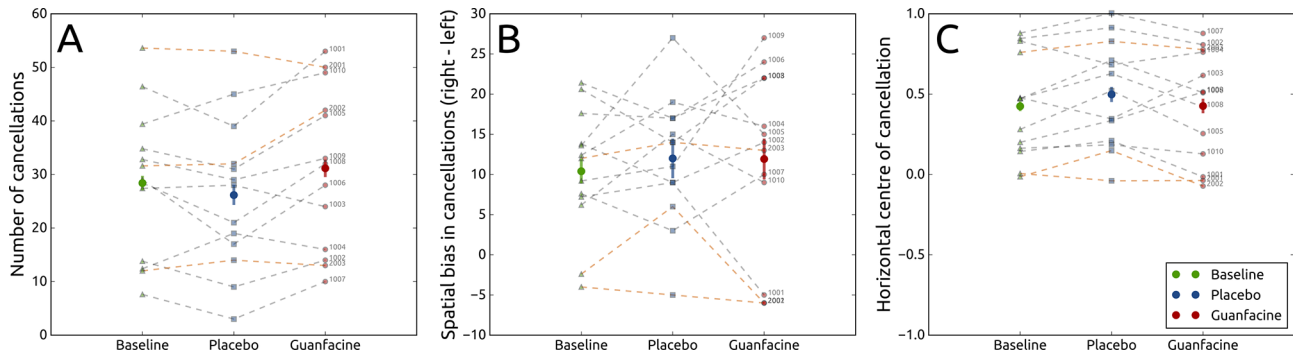 A
Number of cancellations
60
50
40
30
20
10
0
1001
2001
1010
2002
1005
1009
1008
1006
1003
1004
1002
2003
1007
Baseline
Placebo
Guanfacine
B
Spatial bias in cancellations (right - left)
30
25
20
15
10
5
0
−5
−10
1009
1006
1004
1005
1002
2003
1007
1010
1001
Baseline
Placebo
Guanfacine
C
Horizontal centre of cancellation
1.0
0.5
0.0
−0.5
−1.0
1007
1002
1004
1003
1008
1005
1010
1001
2001
2002
Baseline
Placebo
Guanfacine
Baseline
Placebo
Guanfacine